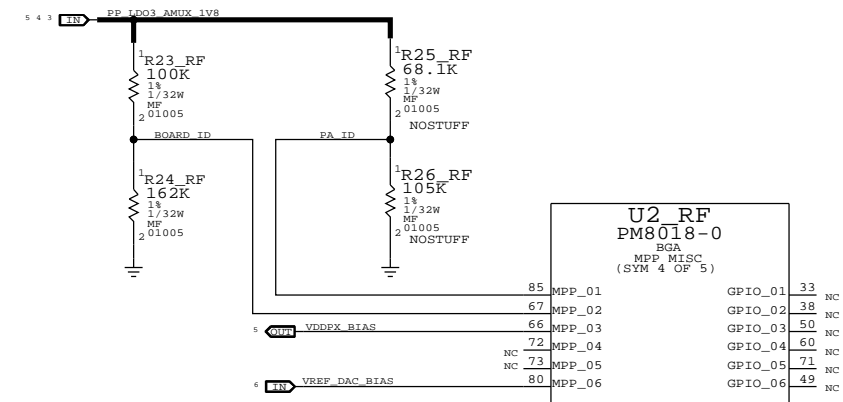 5 4 3 IN PP_LDO3_AMUX_1V8
1 R23_RF
100K
1%
1/32W
MF
2 01005
1 R25_RF
68.1K
1%
1/32W
MF
2 01005
NOSTUFF
BOARD_ID
PA_ID
1 R24_RF
162K
1%
1/32W
MF
2 01005
1 R26_RF
105K
1%
1/32W
MF
2 01005
NOSTUFF
U2_RF
PM8018-0
BGA
MPP MISC
(SYM 4 OF 5)
85 MPP_01 GPIO_01 33 NC
67 MPP_02 GPIO_02 38 NC
5 OUT VDDPX_BIAS 66 MPP_03 GPIO_03 50 NC
NC 72 MPP_04 GPIO_04 60 NC
NC 73 MPP_05 GPIO_05 71 NC
6 IN VREF_DAC_BIAS 80 MPP_06 GPIO_06 49 NC